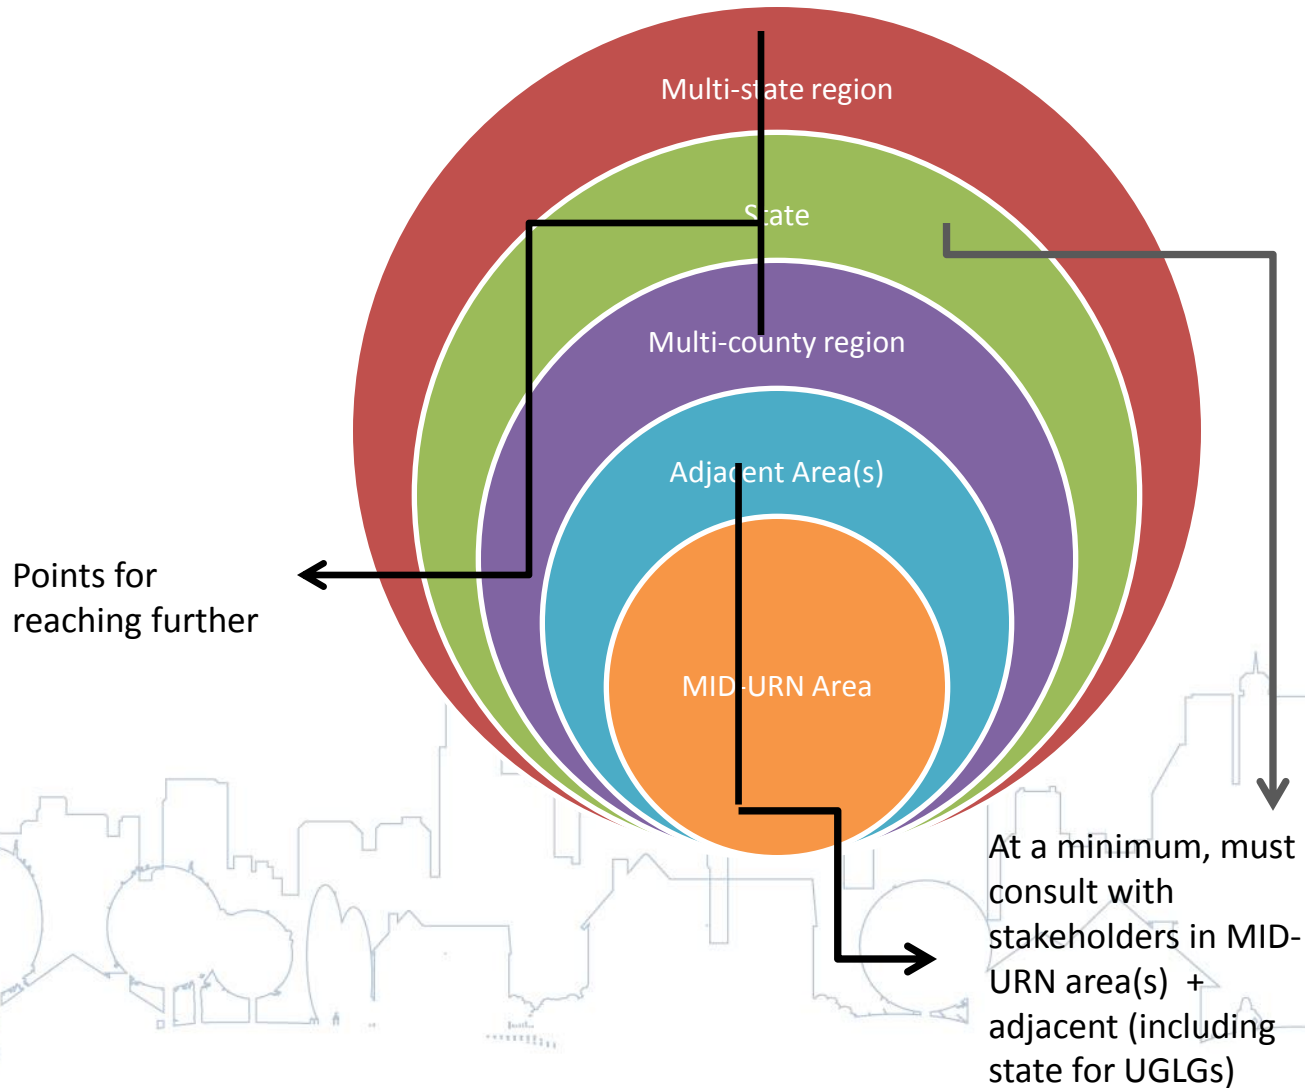 Multi-state region
State
Multi-county region
Adjacent Area(s)
MID-URN Area
Points for
reaching further
At a minimum, must
consult with
stakeholders in MID-
URN area(s) +
adjacent (including
state for UGLGs)